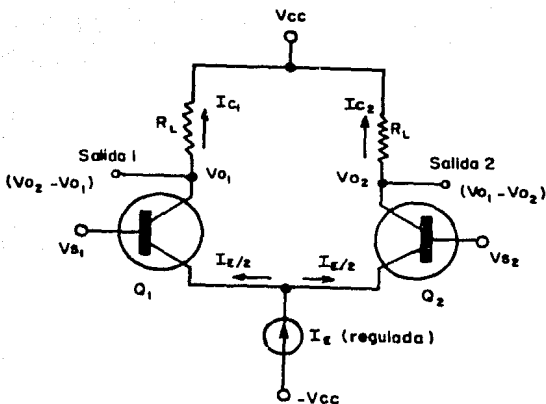 Vcc
Ic1
Ic2
RL
RL
Salida 1
Vo1
Vo2
Salida 2
(Vo2 -Vo1)
(Vo1 -Vo2)
Vs1
Vs2
IE/2
IE/2
Q1
Q2
IE (regulada)
-Vcc